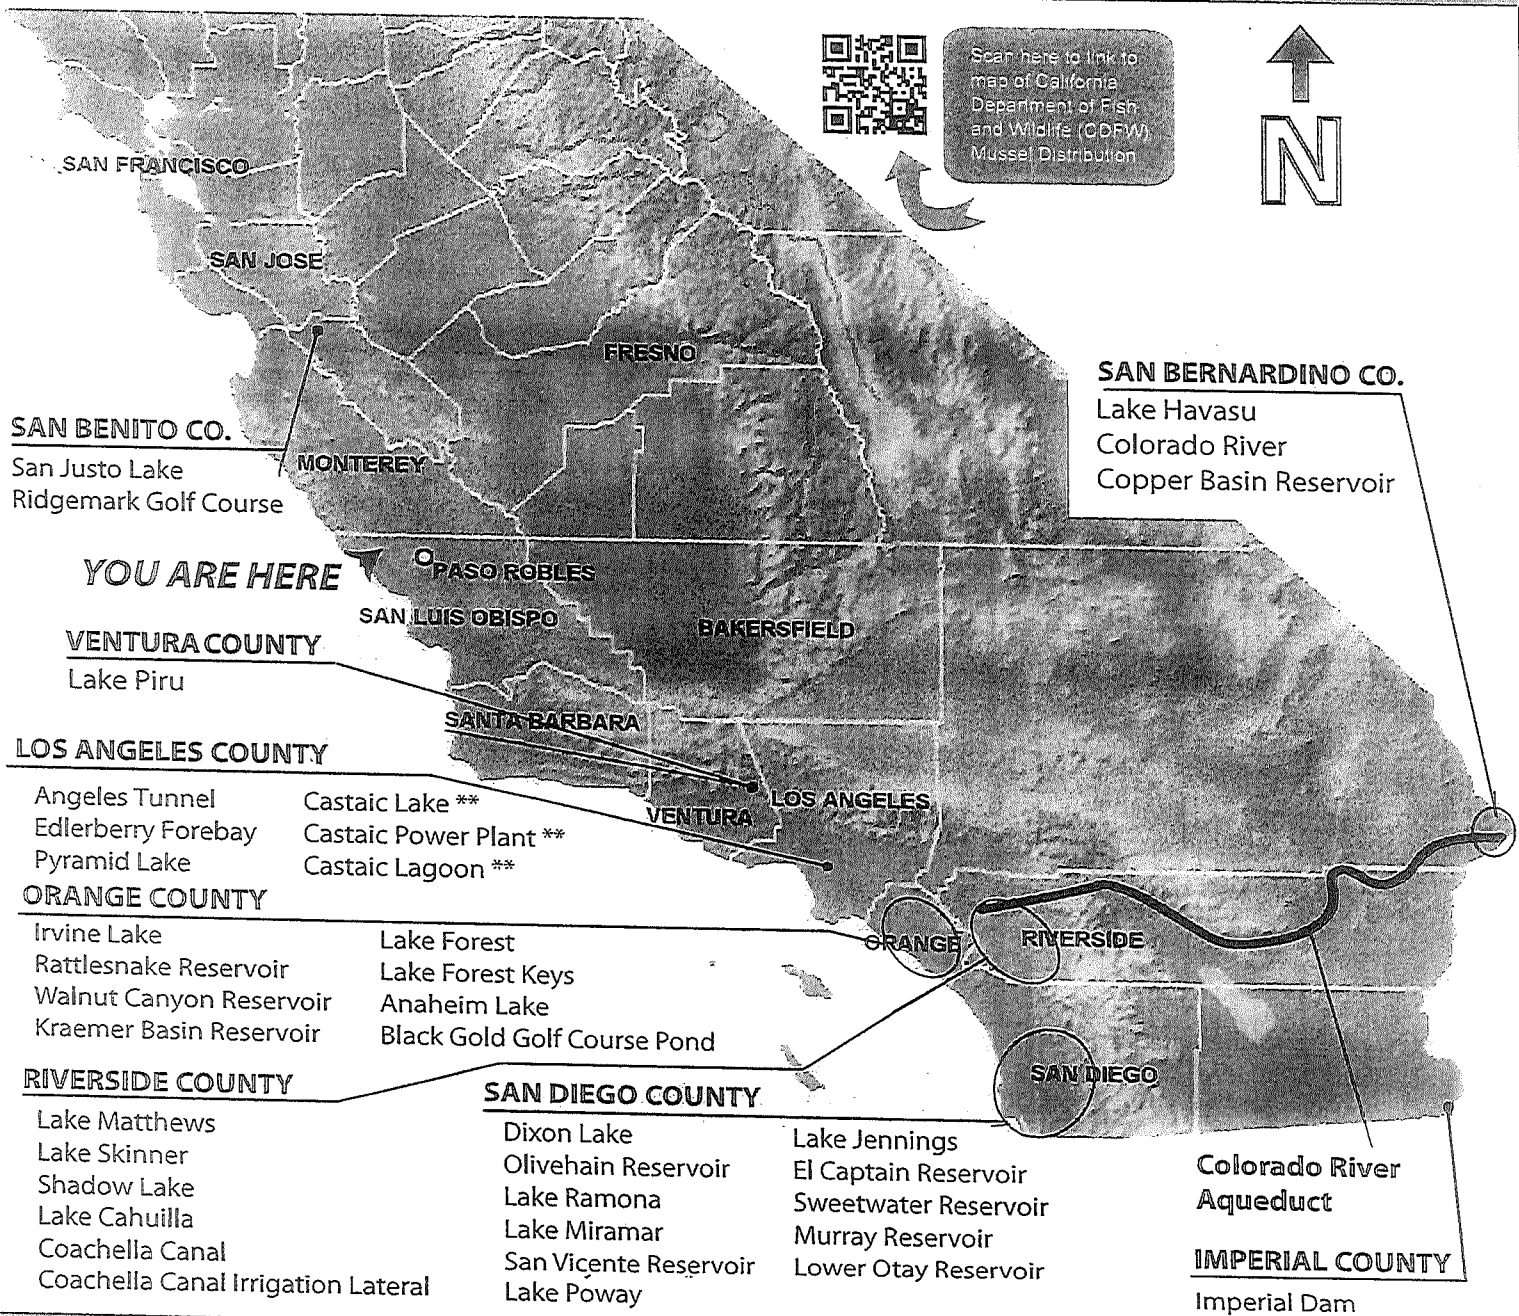 Scan here to link to
map of California
Department of Fish
and Wildlife (CDFW)
Mussel Distribution
N
SAN FRANCISCO
SAN JOSE
FRESNO
MONTEREY
PASO ROBLES
SAN LUIS OBISPO
BAKERSFIELD
SANTA BARBARA
VENTURA
LOS ANGELES
ORANGE
RIVERSIDE
SAN DIEGO
SAN BERNARDINO CO.
Lake Havasu
Colorado River
Copper Basin Reservoir
SAN BENITO CO.
San Justo Lake
Ridgemark Golf Course
YOU ARE HERE
VENTURA COUNTY
Lake Piru
LOS ANGELES COUNTY
Angeles Tunnel
Edlerberry Forebay
Pyramid Lake
Castaic Lake **
Castaic Power Plant **
Castaic Lagoon **
ORANGE COUNTY
Irvine Lake
Rattlesnake Reservoir
Walnut Canyon Reservoir
Kraemer Basin Reservoir
Lake Forest
Lake Forest Keys
Anaheim Lake
Black Gold Golf Course Pond
RIVERSIDE COUNTY
Lake Matthews
Lake Skinner
Shadow Lake
Lake Cahuilla
Coachella Canal
Coachella Canal Irrigation Lateral
SAN DIEGO COUNTY
Dixon Lake
Olivehain Reservoir
Lake Ramona
Lake Miramar
San Vicente Reservoir
Lake Poway
Lake Jennings
El Captain Reservoir
Sweetwater Reservoir
Murray Reservoir
Lower Otay Reservoir
Colorado River
Aqueduct
IMPERIAL COUNTY
Imperial Dam